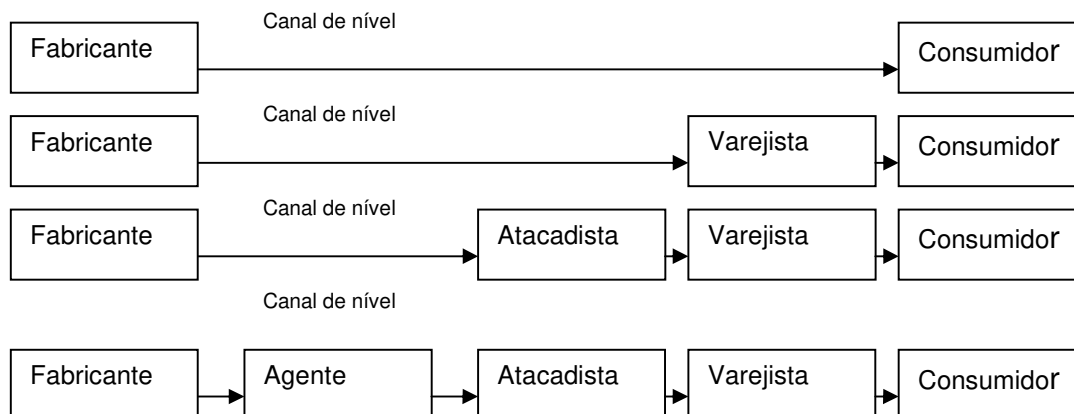 Canal de nível
Fabricante Consumidor
Canal de nível
Fabricante Varejista Consumidor
Canal de nível
Fabricante Atacadista Varejista Consumidor
Canal de nível
Fabricante Agente Atacadista Varejista Consumidor